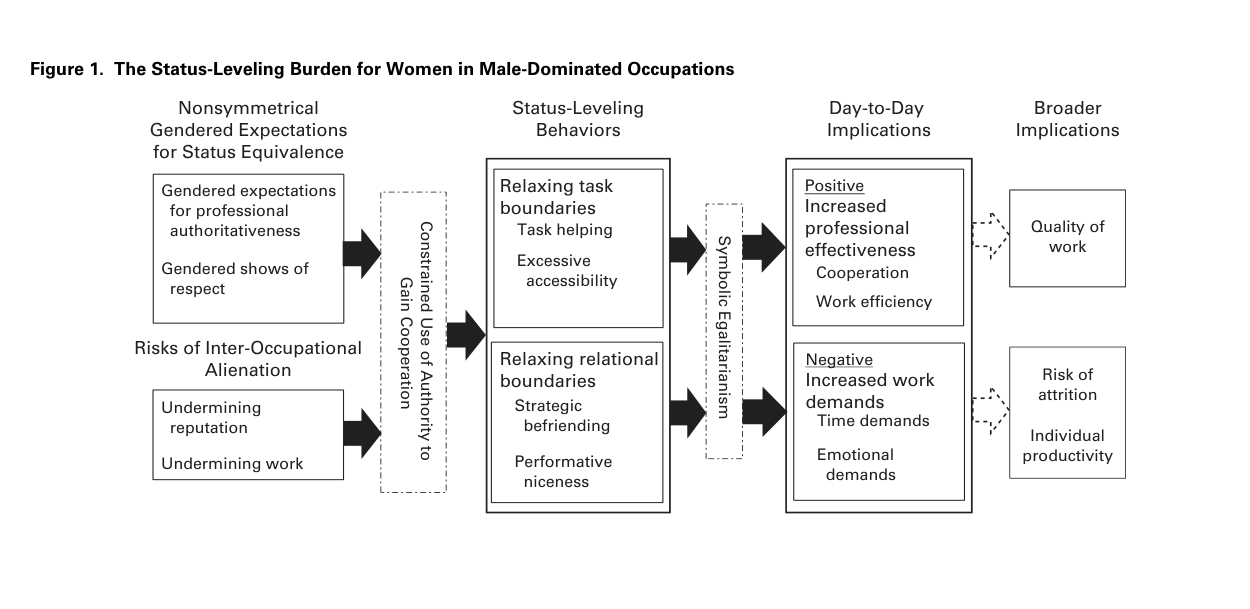 Figure 1. The Status-Leveling Burden for Women in Male-Dominated Occupations
Nonsymmetrical
Gendered Expectations
for Status Equivalence
Gendered expectations
for professional
authoritativeness
Gendered shows of
respect
Risks of Inter-Occupational
Alienation
Undermining
reputation
Undermining work
Constrained Use of Authority to
Gain Cooperation
Status-Leveling
Behaviors
Relaxing task
boundaries
Task helping
Excessive
accessibility
Relaxing relational
boundaries
Strategic
befriending
Performative
niceness
Symbolic Egalitarianism
Day-to-Day
Implications
Positive
Increased
professional
effectiveness
Cooperation
Work efficiency
Negative
Increased work
demands
Time demands
Emotional
demands
Broader
Implications
Quality of
work
Risk of
attrition
Individual
productivity